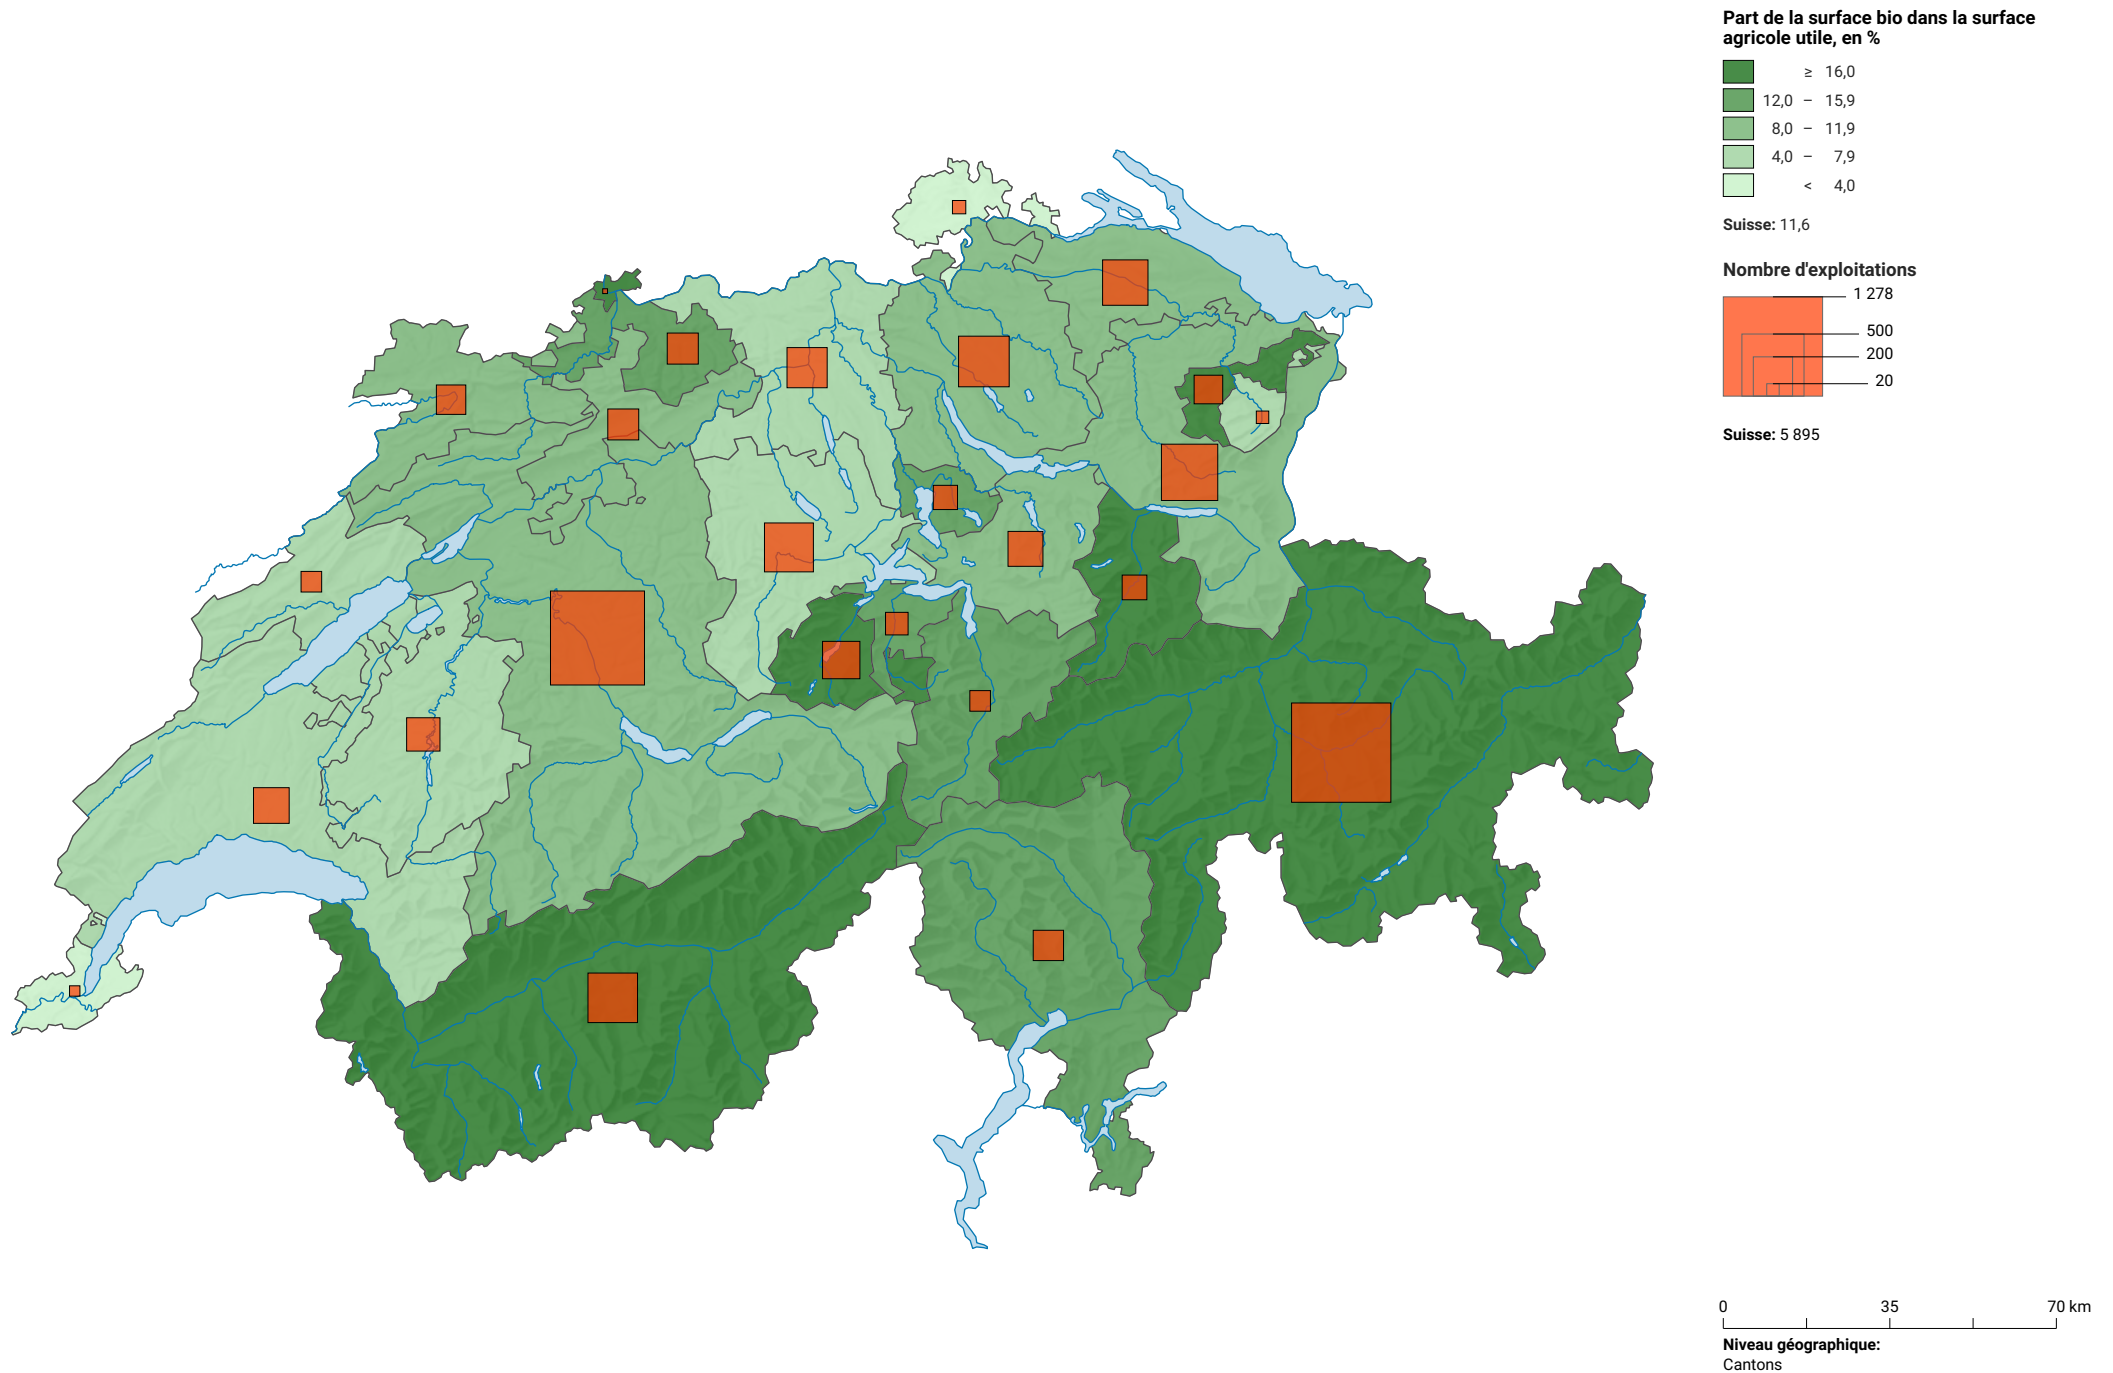 Part de la surface bio dans la surface
agricole utile, en %
≥ 16,0
12,0 – 15,9
8,0 – 11,9
4,0 – 7,9
< 4,0
Suisse: 11,6
Nombre d'exploitations
1 278
500
200
20
Suisse: 5 895
0 35 70 km
Niveau géographique:
Cantons